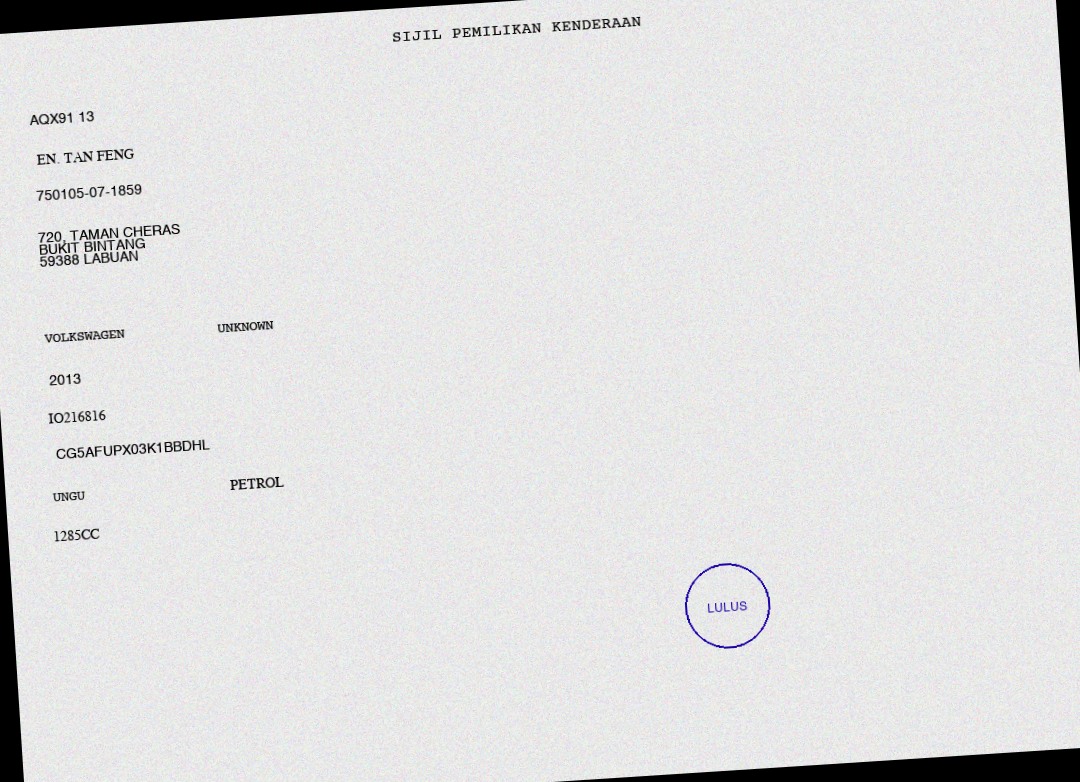 SIJIL PEMILIKAN KENDERAAN
AQX91 13
EN. TAN FENG
750105-07-1859
720, TAMAN CHERAS
BUKIT BINTANG
59388 LABUAN
VOLKSWAGEN UNKNOWN
2013
IO216816
CG5AFUPX03K1BBDHL
UNGU PETROL
1285CC
LULUS